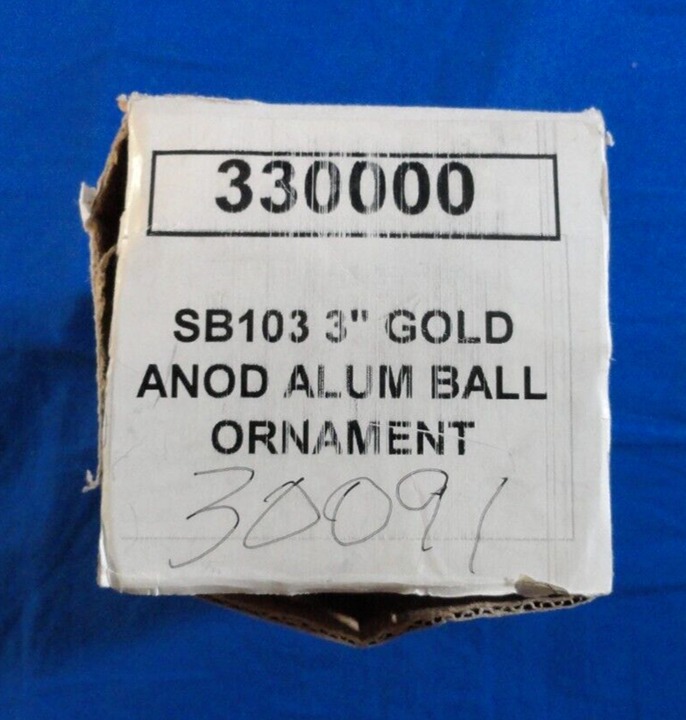 330000
SB103 3" GOLD
ANOD ALUM BALL
ORNAMENT
30091